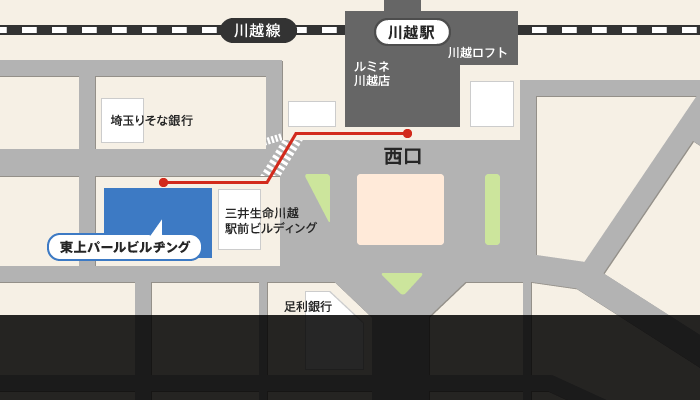 川越線
川越駅
川越ロフト
ルミネ
川越店
埼玉りそな銀行
西口
三井生命川越
駅前ビルディング
東上パールビルヂング
足利銀行